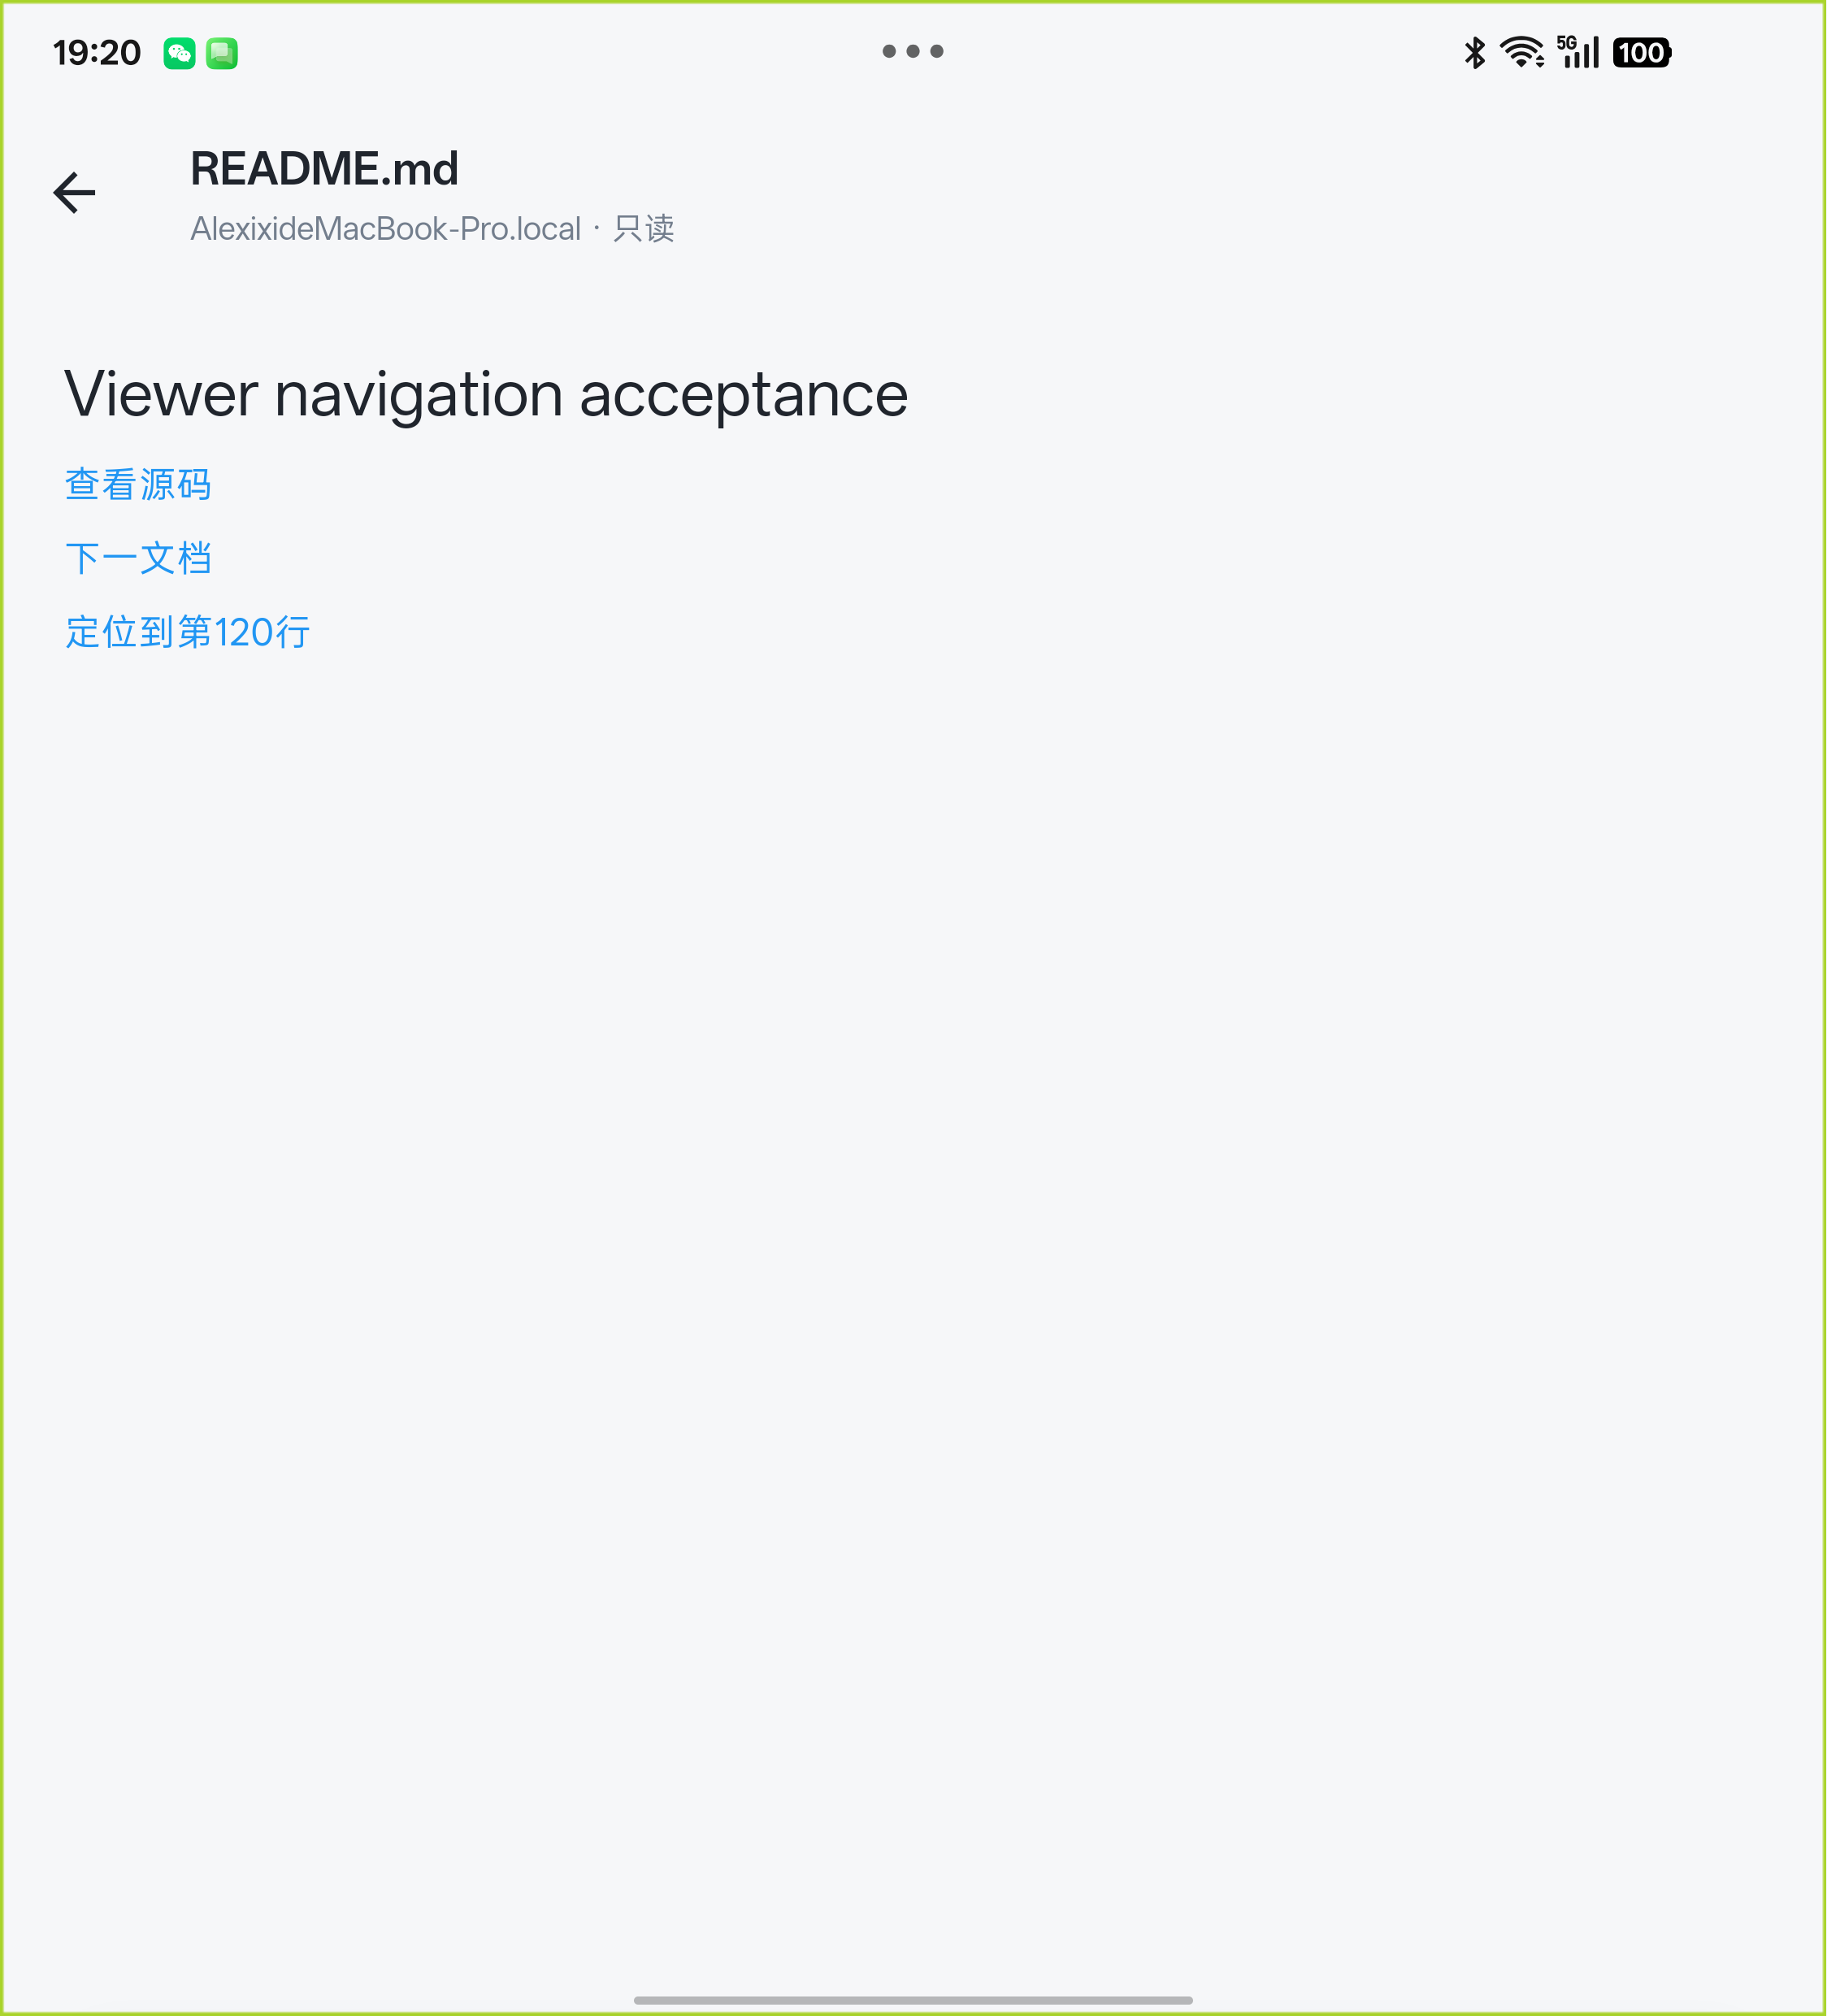 19:20
5G
100
README.md
AlexixideMacBook-Pro.local · 只读
Viewer navigation acceptance
查看源码
下一文档
定位到第120行